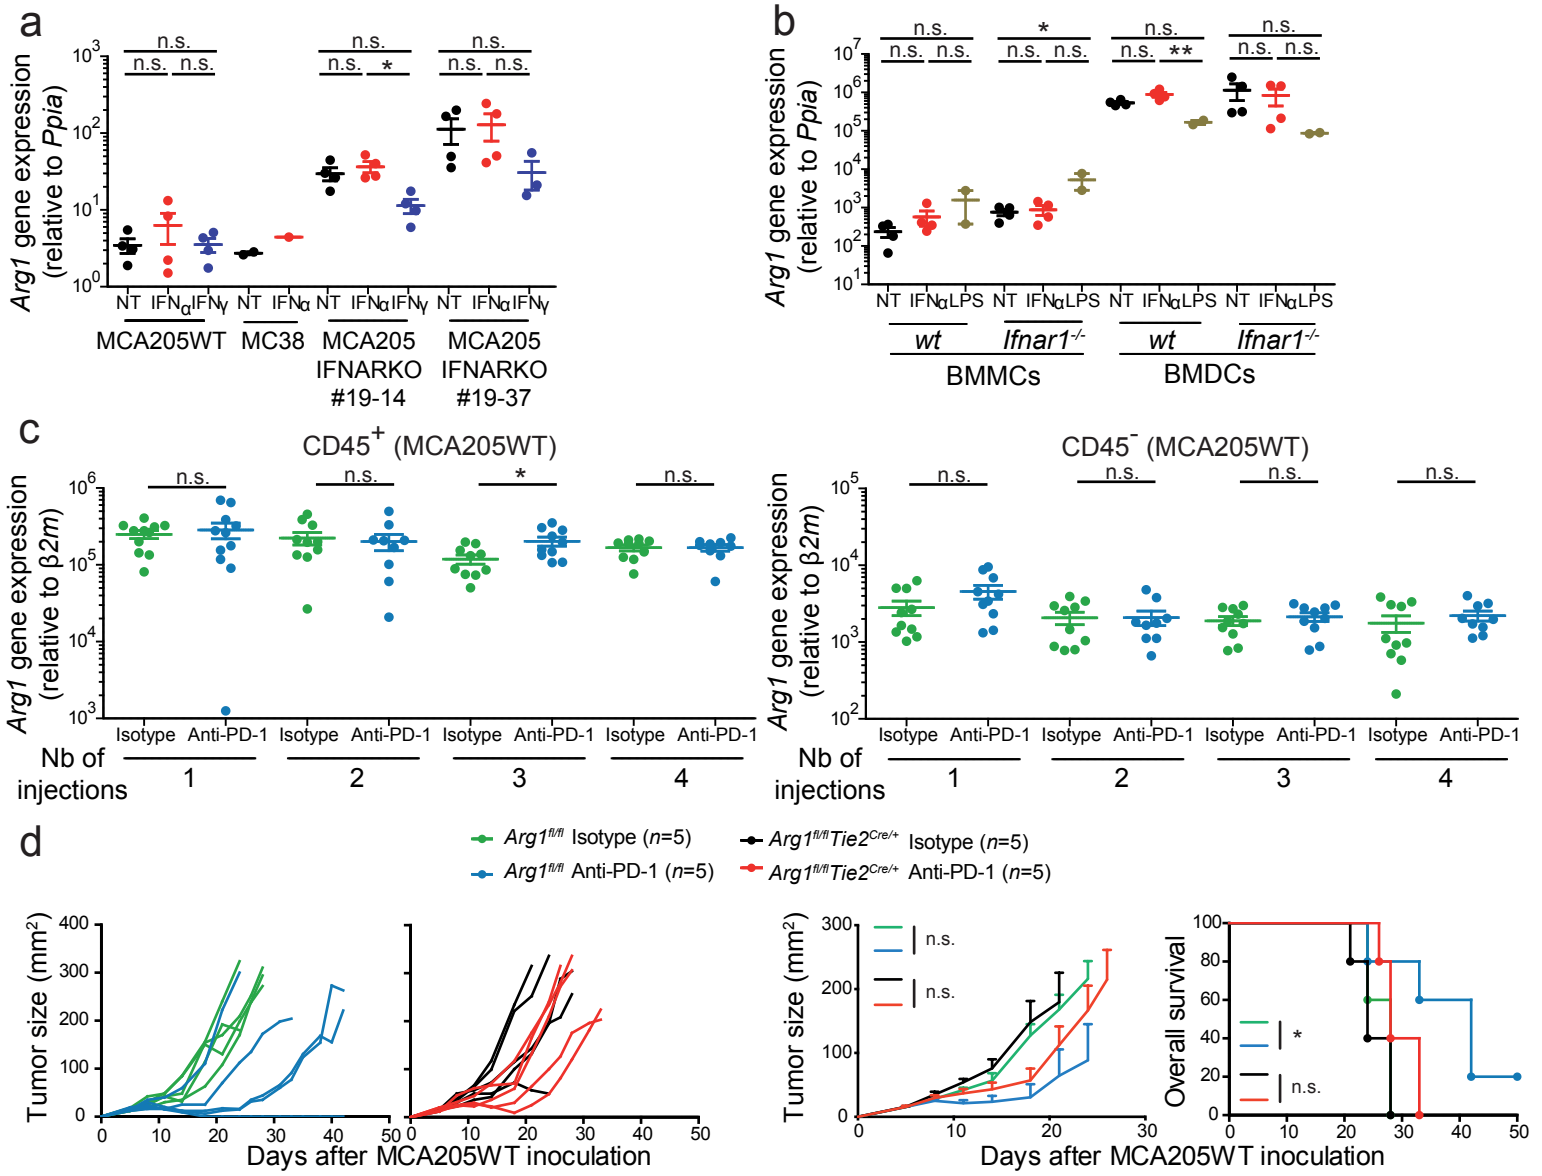 a
Arg1 gene expression
(relative to Ppia)
10³
10²
10¹
10⁰
n.s.
n.s. n.s.
n.s.
n.s. *
n.s.
n.s. n.s.
NT IFNα IFNγ NT IFNα NT IFNα IFNγ NT IFNα IFNγ
MCA205WT MC38 MCA205 IFNARKO #19-14 MCA205 IFNARKO #19-37
b
Arg1 gene expression
(relative to Ppia)
10⁷
10⁶
10⁵
10⁴
10³
10²
10¹
n.s. * n.s. n.s.
n.s. n.s. n.s. n.s. n.s. ** n.s. n.s.
NT IFNα LPS NT IFNα LPS NT IFNα LPS NT IFNα LPS
wt Ifnar1-/- wt Ifnar1-/-
BMMCs BMDCs
c
CD45+ (MCA205WT)
Arg1 gene expression
(relative to β2m)
10⁶
10⁵
10⁴
10³
n.s. n.s. * n.s.
Isotype Anti-PD-1 Isotype Anti-PD-1 Isotype Anti-PD-1 Isotype Anti-PD-1
Nb of
injections
1 2 3 4
CD45- (MCA205WT)
Arg1 gene expression
(relative to β2m)
10⁵
10⁴
10³
10²
n.s. n.s. n.s. n.s.
Isotype Anti-PD-1 Isotype Anti-PD-1 Isotype Anti-PD-1 Isotype Anti-PD-1
Nb of
injections
1 2 3 4
d
Arg1fl/fl Isotype (n=5)
Arg1fl/fl Anti-PD-1 (n=5)
Arg1fl/flTie2Cre/+ Isotype (n=5)
Arg1fl/flTie2Cre/+ Anti-PD-1 (n=5)
Tumor size (mm²)
400
300
200
100
0
0 10 20 30 40 50 0 10 20 30 40 50
Days after MCA205WT inoculation
Tumor size (mm²)
300
200
100
0
n.s.
n.s.
0 10 20 30
Overall survival
100
80
60
40
20
0
*
n.s.
0 10 20 30 40 50
Days after MCA205WT inoculation